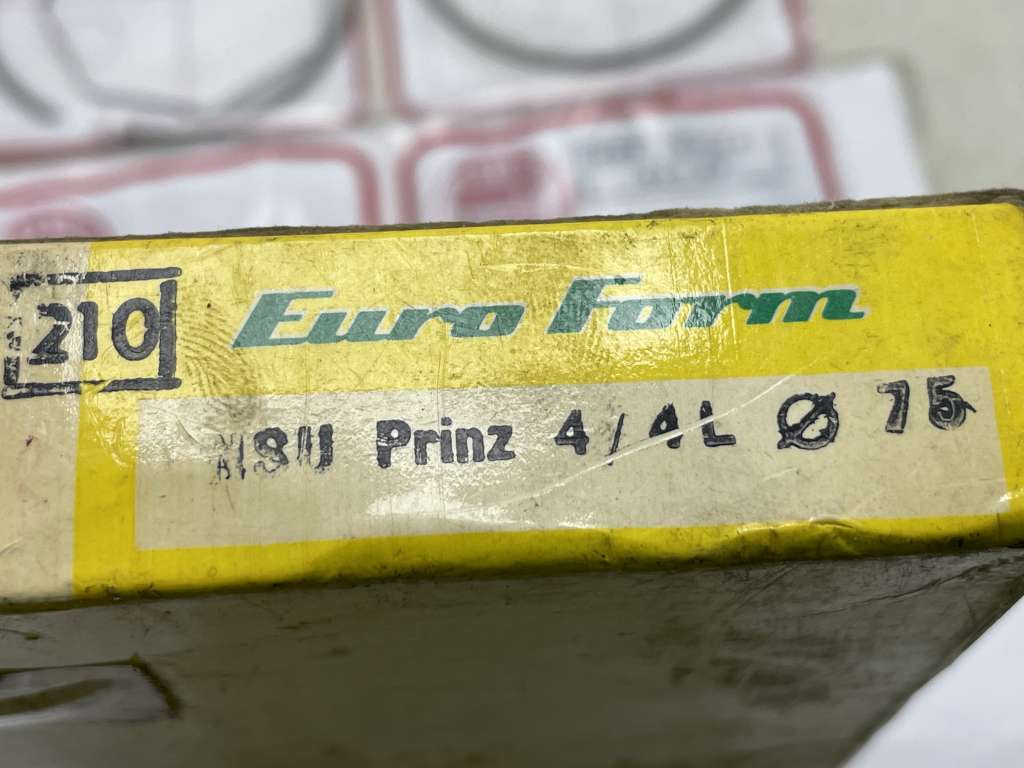 210
Euro Form
NSU Prinz 4/4L Ø 75